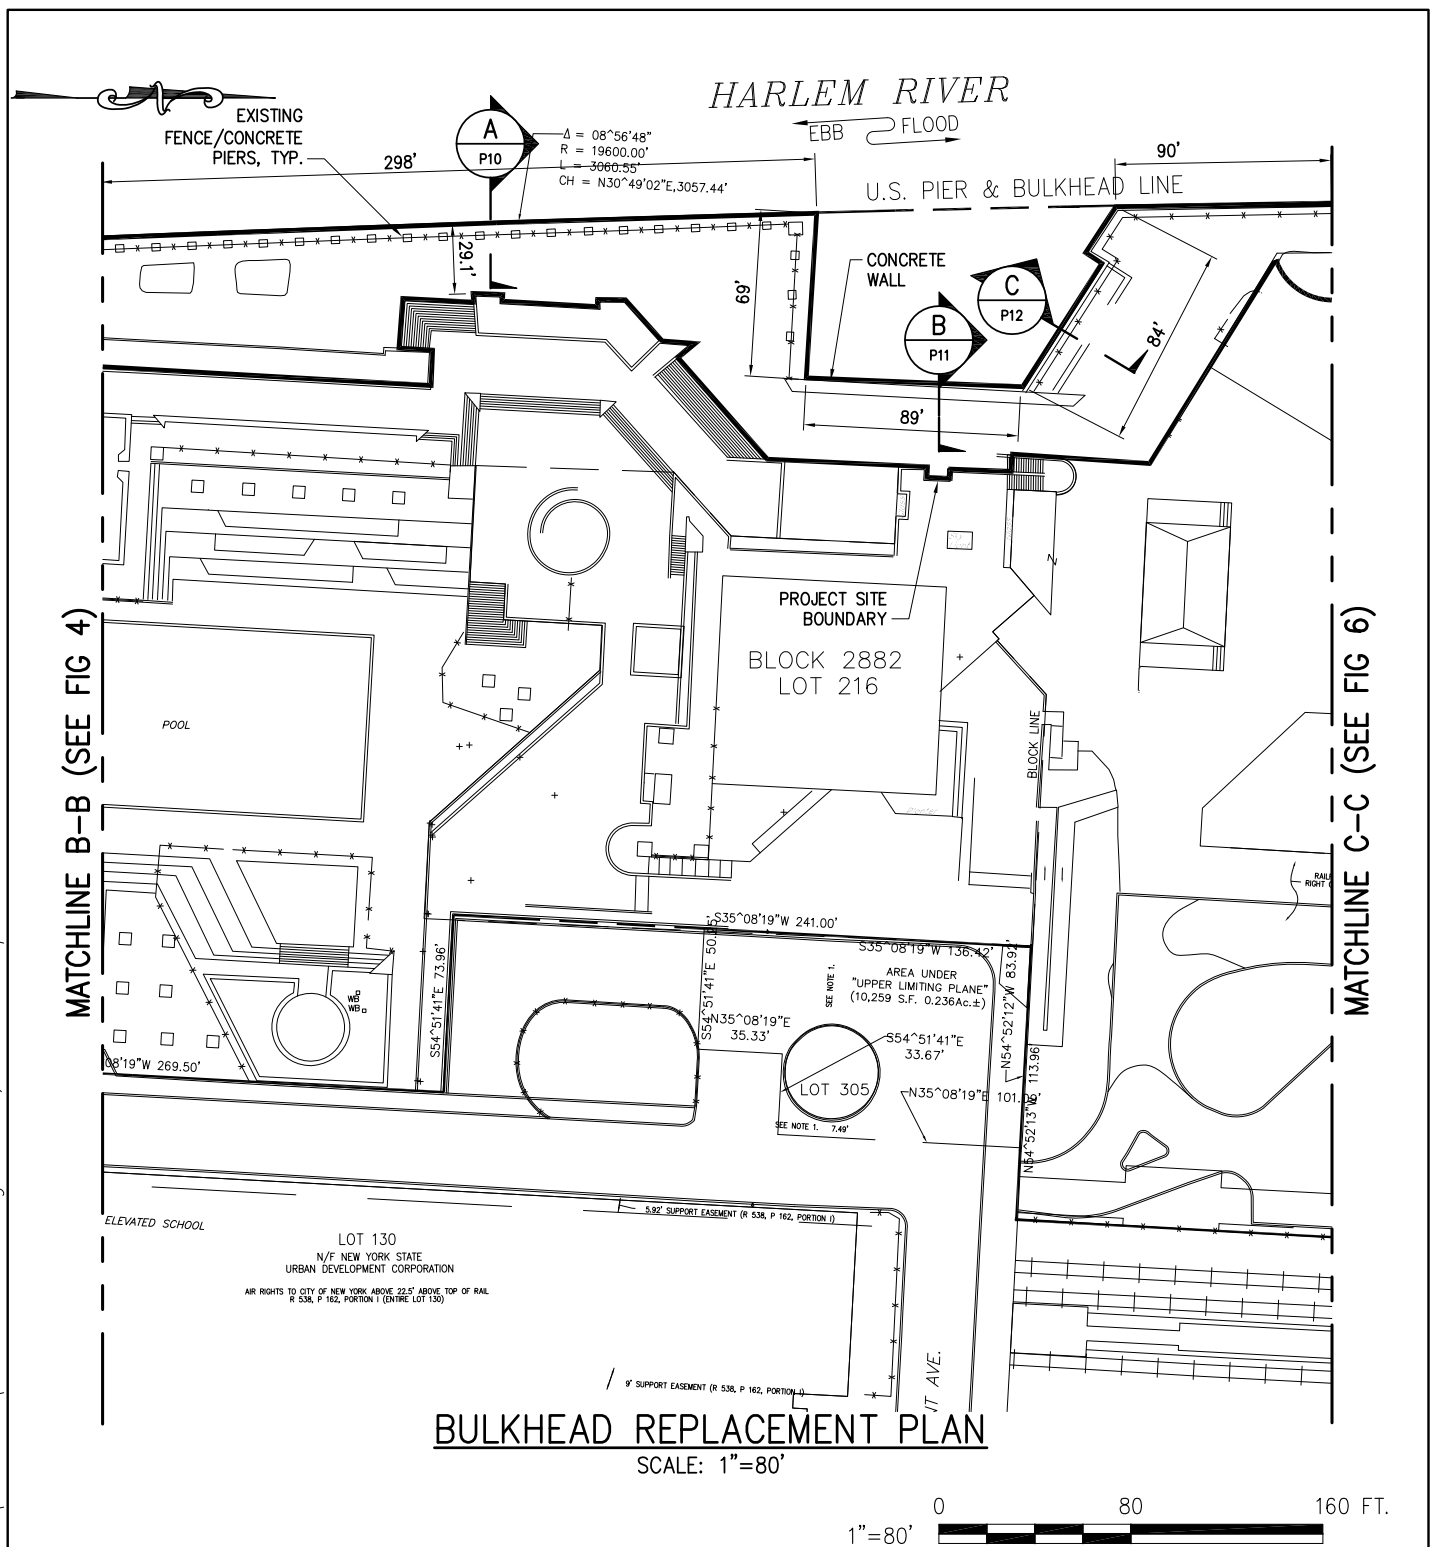 HARLEM RIVER
EBB
FLOOD
EXISTING
FENCE/CONCRETE
PIERS, TYP.
A
P10
Δ = 08^56'48"
R = 19600.00'
L = 3060.55'
CH = N30^49'02"E,3057.44'
298'
90'
U.S. PIER & BULKHEAD LINE
29.1'
69'
CONCRETE
WALL
C
P12
B
P11
84'
89'
PROJECT SITE
BOUNDARY
BLOCK 2882
LOT 216
MATCHLINE B-B (SEE FIG 4)
MATCHLINE C-C (SEE FIG 6)
POOL
BLOCK LINE
RIGHT
S35^08'19"W 241.00'
S35^08'19"W 136.42'
S54^51'41"E 73.96'
SEE NOTE 1.
AREA UNDER
"UPPER LIMITING PLANE"
(10,259 S.F. 0.236Ac.±)
N54^52'12"W 83.92'
WB
WB
N35^08'19"E
35.33'
S54^51'41"E
33.67'
08'19"W 269.50'
LOT 305
N35^08'19"E
N54^52'13"W 113.96'
SEE NOTE 1. 7.49'
ELEVATED SCHOOL
5.92' SUPPORT EASEMENT (R 538, P 162, PORTION I)
LOT 130
N/F NEW YORK STATE
URBAN DEVELOPMENT CORPORATION
AIR RIGHTS TO CITY OF NEW YORK ABOVE 22.5' ABOVE TOP OF RAIL
R 538, P 162, PORTION I (ENTIRE LOT 130)
9' SUPPORT EASEMENT (R 538, P 162, PORTION I)
AVE.
BULKHEAD REPLACEMENT PLAN
SCALE: 1"=80'
0 80 160 FT.
1"=80'